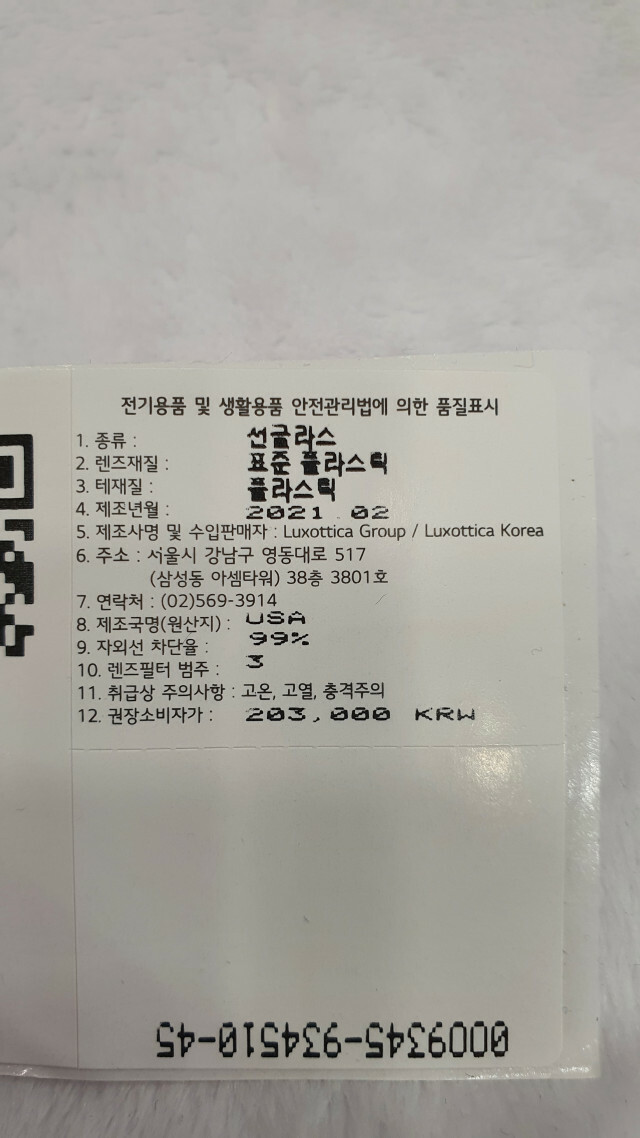 전기용품 및 생활용품 안전관리법에 의한 품질표시
1. 종류 : 선글라스
2. 렌즈재질 : 표준 플라스틱
3. 테재질 : 플라스틱
4. 제조년월 : 2021.02
5. 제조사명 및 수입판매자 : Luxottica Group / Luxottica Korea
6. 주소 : 서울시 강남구 영동대로 517
(삼성동 아셈타워) 38층 3801호
7. 연락처 : (02)569-3914
8. 제조국명(원산지) : USA
9. 자외선 차단율 : 99%
10. 렌즈필터 범주 : 3
11. 취급상 주의사항 : 고온, 고열, 충격주의
12. 권장소비자가 : 203,000 KRW
0009345-934510-45